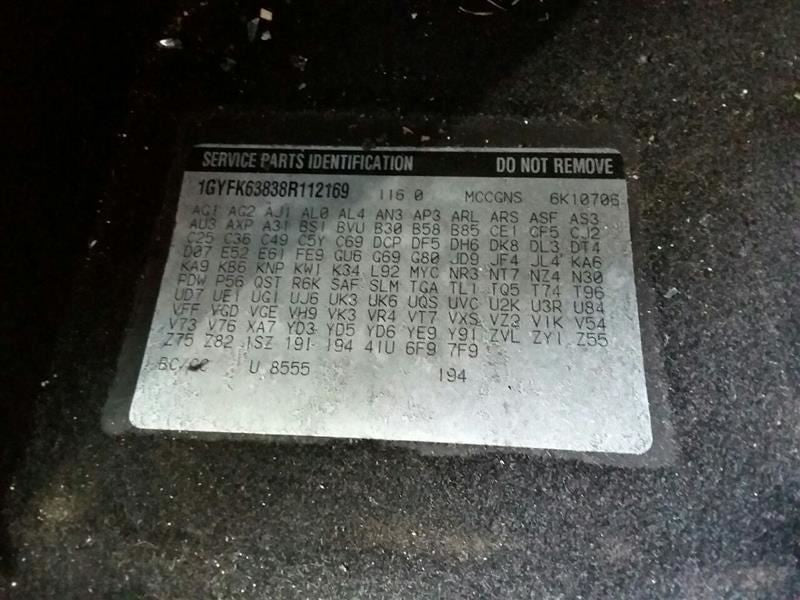 SERVICE PARTS IDENTIFICATION DO NOT REMOVE
1GYFK63838R112169 116 0 MCCGNS 6K10706
AG1 AG2 AJ1 AL0 AL4 AN3 AP3 ARL ARS ASF AS3
AU3 AXP A31 BS1 BVU B30 B58 B85 CE1 CF5 CJ2
C25 C36 C49 C5Y C69 DCP DF5 DH6 DK8 DL3 DT4
D07 E52 E61 FE9 GU6 G69 G80 JD9 JF4 JL4 KA6
KA9 KB6 KNP KW1 K34 L92 MYC NR3 NT7 NZ4 N30
PDW P56 QST R6K SAF SLM TGA TL1 TQ5 T74 T96
UD7 UE1 UG1 UJ6 UK3 UK6 UQS UVC U2K U3R U84
VFF VGD VGE VH9 VK3 VR4 VT7 VXS VZ2 V1K V54
V73 V76 XA7 YD3 YD5 YD6 YE9 Y91 ZVL ZY1 Z55
Z75 Z82 1SZ 19I 194 41U 6F9 7F9
BC/CC U 8555 194